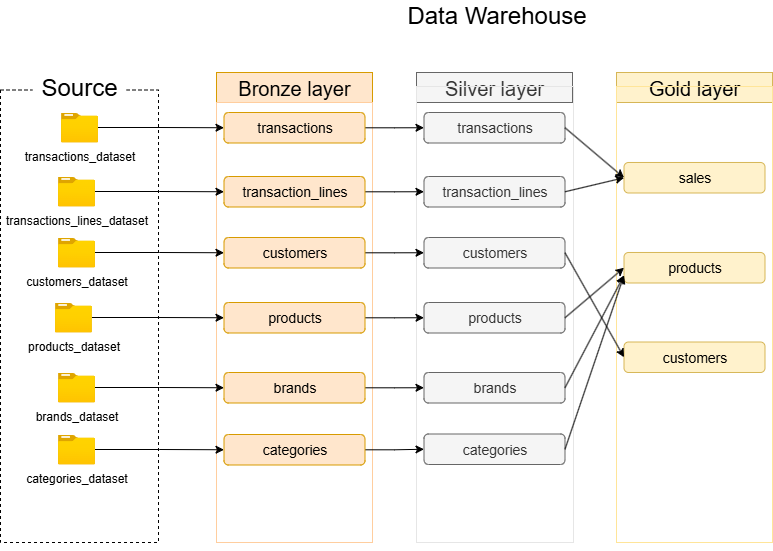 Data Warehouse
Source
Bronze layer
Silver layer
Gold layer
transactions_dataset
transactions
transactions
transactions_lines_dataset
transaction_lines
transaction_lines
sales
customers_dataset
customers
customers
products
products_dataset
products
products
customers
brands_dataset
brands
brands
categories_dataset
categories
categories